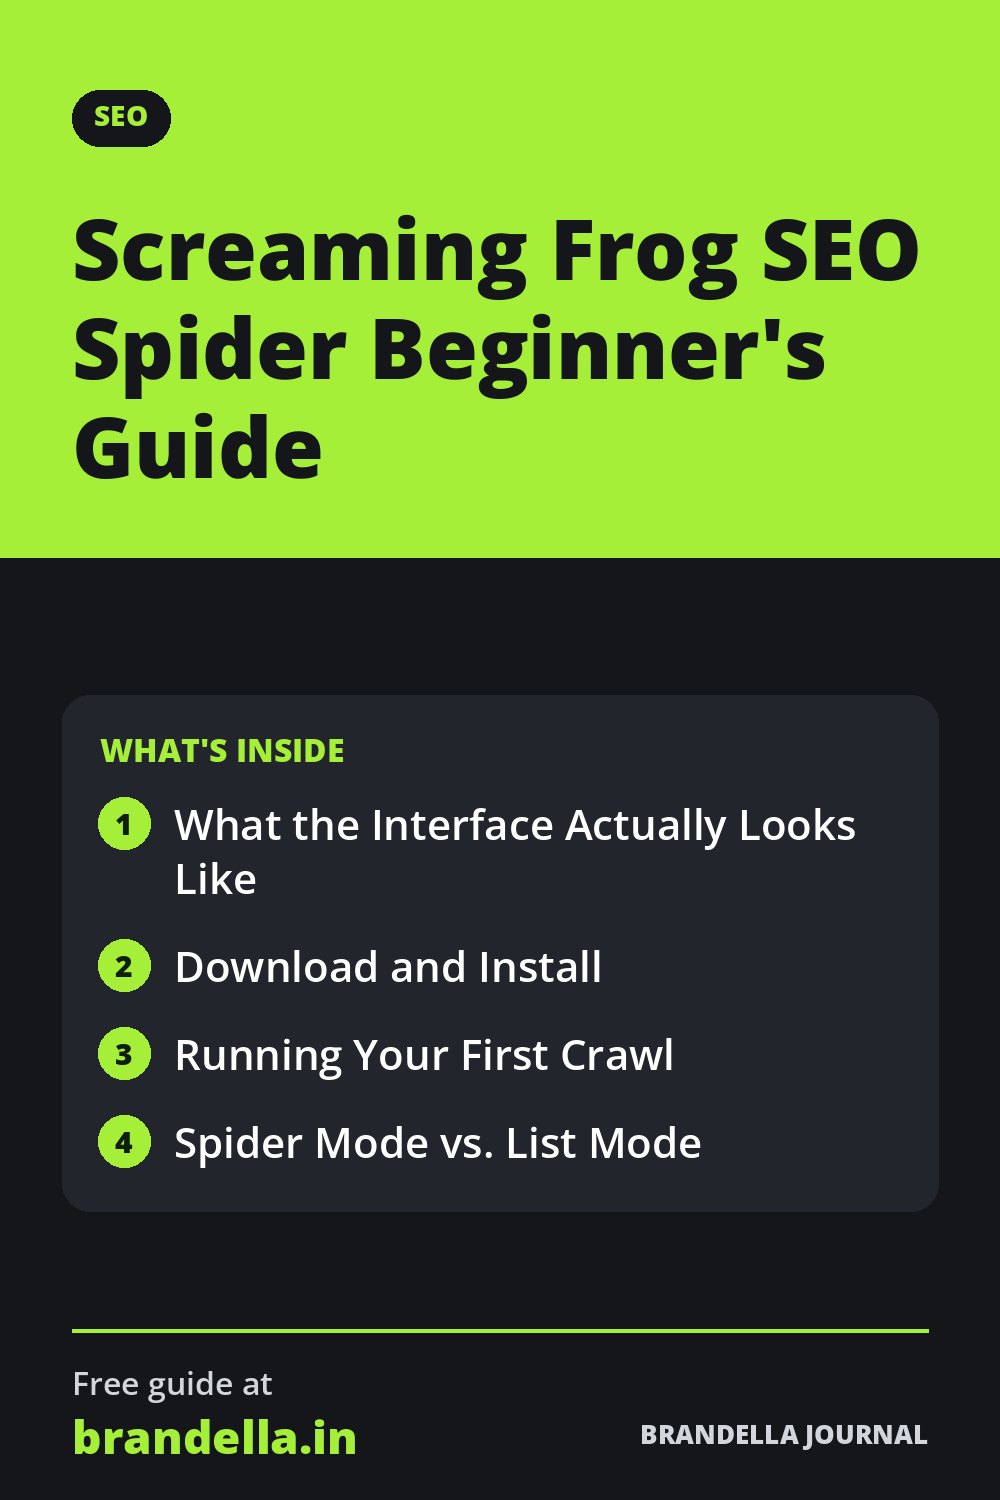 SEO
Screaming Frog SEO
Spider Beginner's
Guide
WHAT'S INSIDE
1 What the Interface Actually Looks
Like
2 Download and Install
3 Running Your First Crawl
4 Spider Mode vs. List Mode
Free guide at
brandella.in
BRANDELLA JOURNAL